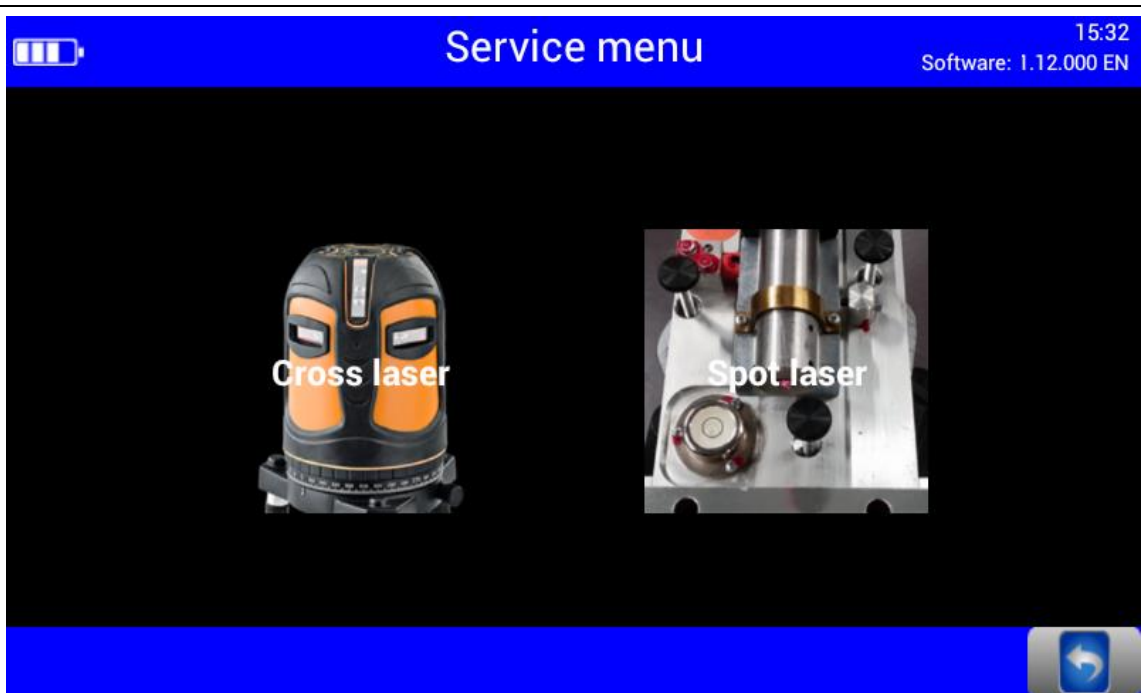 Service menu
15:32
Software: 1.12.000 EN
Cross laser
Spot laser